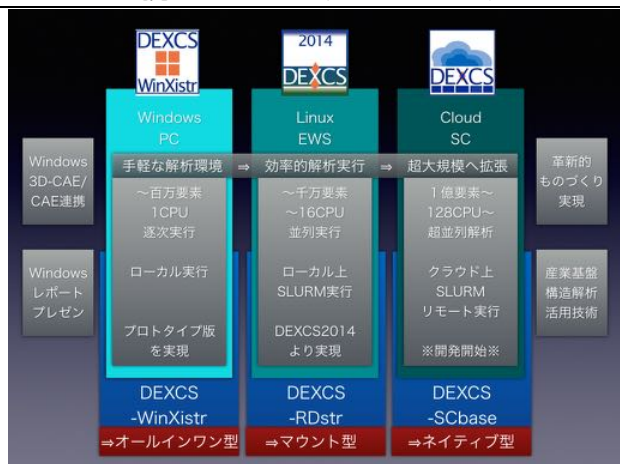 DEXCS
WinXistr
2014
DEXCS
DEXCS
Windows
PC
Linux
EWS
Cloud
SC
Windows
3D-CAE/
CAE連携
手軽な解析環境 ⇒ 効率的解析実行 ⇒ 超大規模へ拡張
革新的
ものづくり
実現
～百万要素
1CPU
逐次実行
ローカル実行
プロトタイプ版
を実現
～千万要素
～16CPU
並列実行
ローカル上
SLURM実行
DEXCS2014
より実現
1億要素～
128CPU～
超並列解析
クラウド上
SLURM
リモート実行
※開発開始※
Windows
レポート
プレゼン
産業基盤
構造解析
活用技術
DEXCS
-WinXistr
⇒オールインワン型
DEXCS
-RDstr
⇒マウント型
DEXCS
-SCbase
⇒ネイティブ型